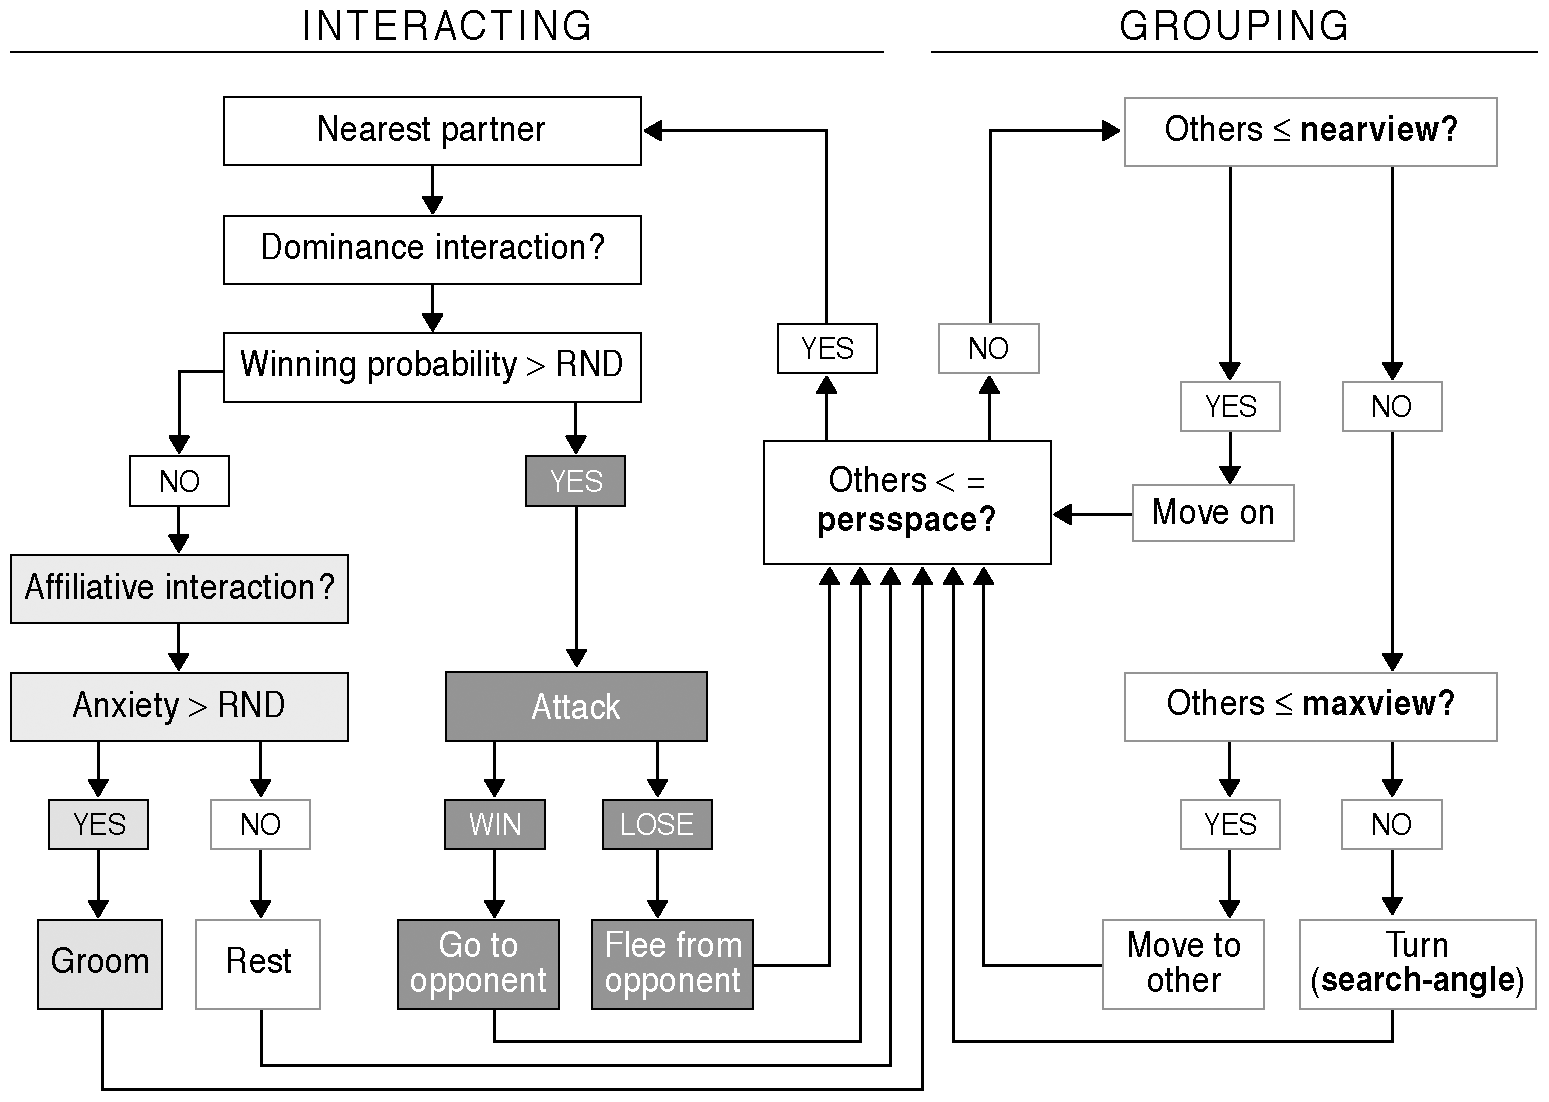 INTERACTING
GROUPING
Nearest partner
Dominance interaction?
Winning probability > RND
NO
YES
Affiliative interaction?
Anxiety > RND
YES
NO
Groom
Rest
Attack
WIN
LOSE
Go to
opponent
Flee from
opponent
YES
NO
Others < =
persspace?
Others ≤ nearview?
YES
NO
Move on
Others ≤ maxview?
YES
NO
Move to
other
Turn
(search-angle)